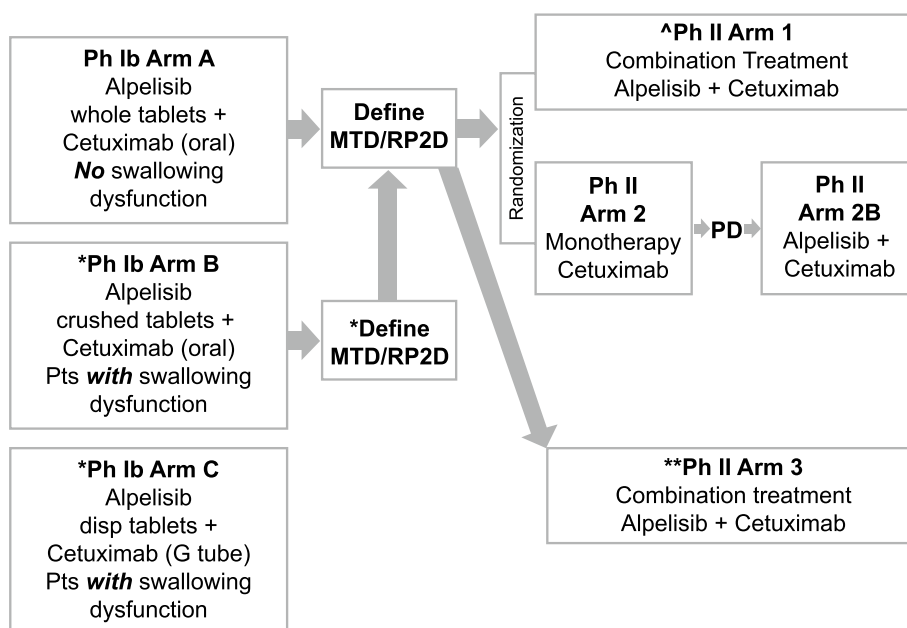 Ph Ib Arm A
Alpelisib
whole tablets +
Cetuximab (oral)
No swallowing
dysfunction
*Ph Ib Arm B
Alpelisib
crushed tablets +
Cetuximab (oral)
Pts with swallowing
dysfunction
*Ph Ib Arm C
Alpelisib
disp tablets +
Cetuximab (G tube)
Pts with swallowing
dysfunction
Define
MTD/RP2D
*Define
MTD/RP2D
Randomization
^Ph II Arm 1
Combination Treatment
Alpelisib + Cetuximab
Ph II
Arm 2
Monotherapy
Cetuximab
PD
Ph II
Arm 2B
Alpelisib +
Cetuximab
**Ph II Arm 3
Combination treatment
Alpelisib + Cetuximab